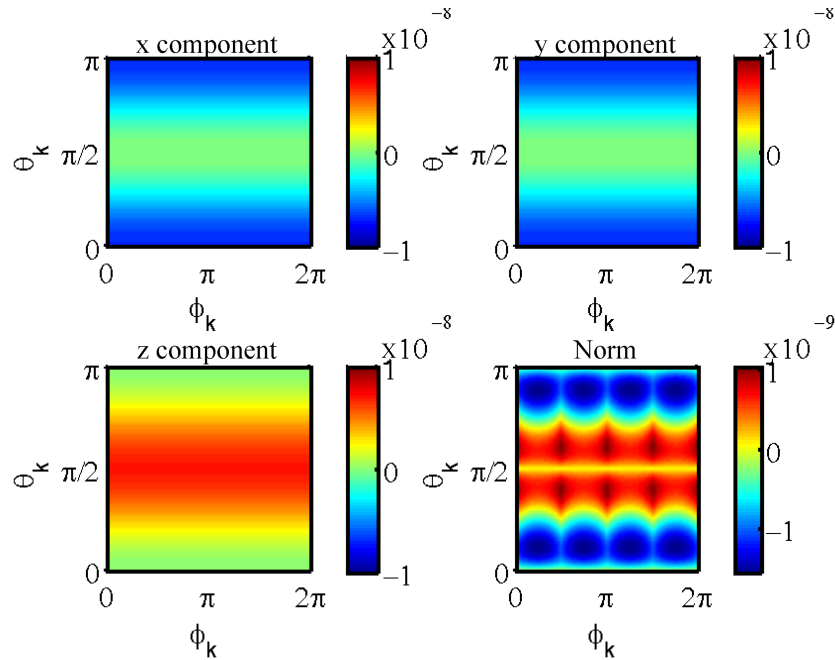 x component
x10 −8
π
θk
π/2
0
0
π
2π
ϕk
1
0
−1
y component
x10 −8
π
θk
π/2
0
0
π
2π
ϕk
1
0
−1
z component
x10 −8
π
θk
π/2
0
0
π
2π
ϕk
1
0
−1
Norm
x10 −9
π
θk
π/2
0
0
π
2π
ϕk
1
0
−1